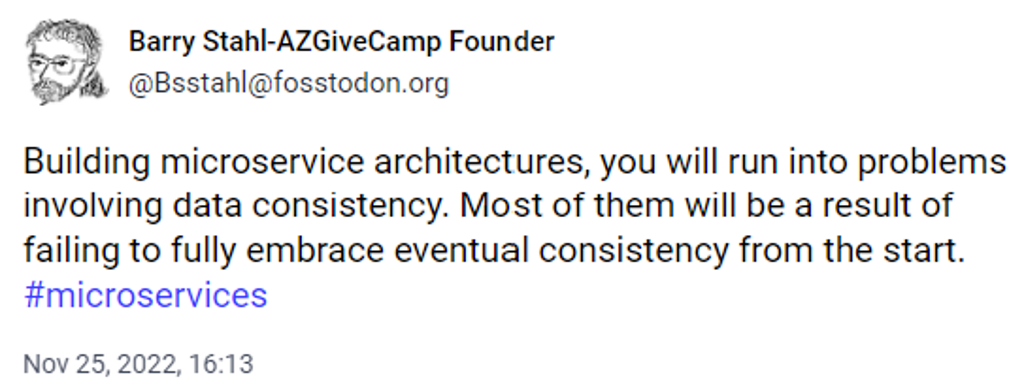 Barry Stahl-AZGiveCamp Founder
@Bsstahl@fosstodon.org
Building microservice architectures, you will run into problems
involving data consistency. Most of them will be a result of
failing to fully embrace eventual consistency from the start.
#microservices
Nov 25, 2022, 16:13